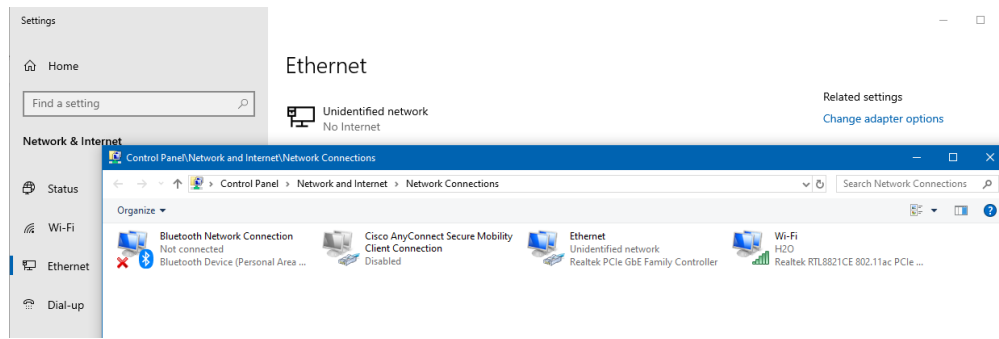 Settings
Home
Find a setting
Network & Internet
Status
Wi-Fi
Ethernet
Dial-up
Ethernet
Unidentified network
No Internet
Related settings
Change adapter options
Control Panel\Network and Internet\Network Connections
Control Panel › Network and Internet › Network Connections
Search Network Connections
Organize
Bluetooth Network Connection
Not connected
Bluetooth Device (Personal Area ...
Cisco AnyConnect Secure Mobility
Client Connection
Disabled
Ethernet
Unidentified network
Realtek PCIe GbE Family Controller
Wi-Fi
H2O
Realtek RTL8821CE 802.11ac PCIe ...